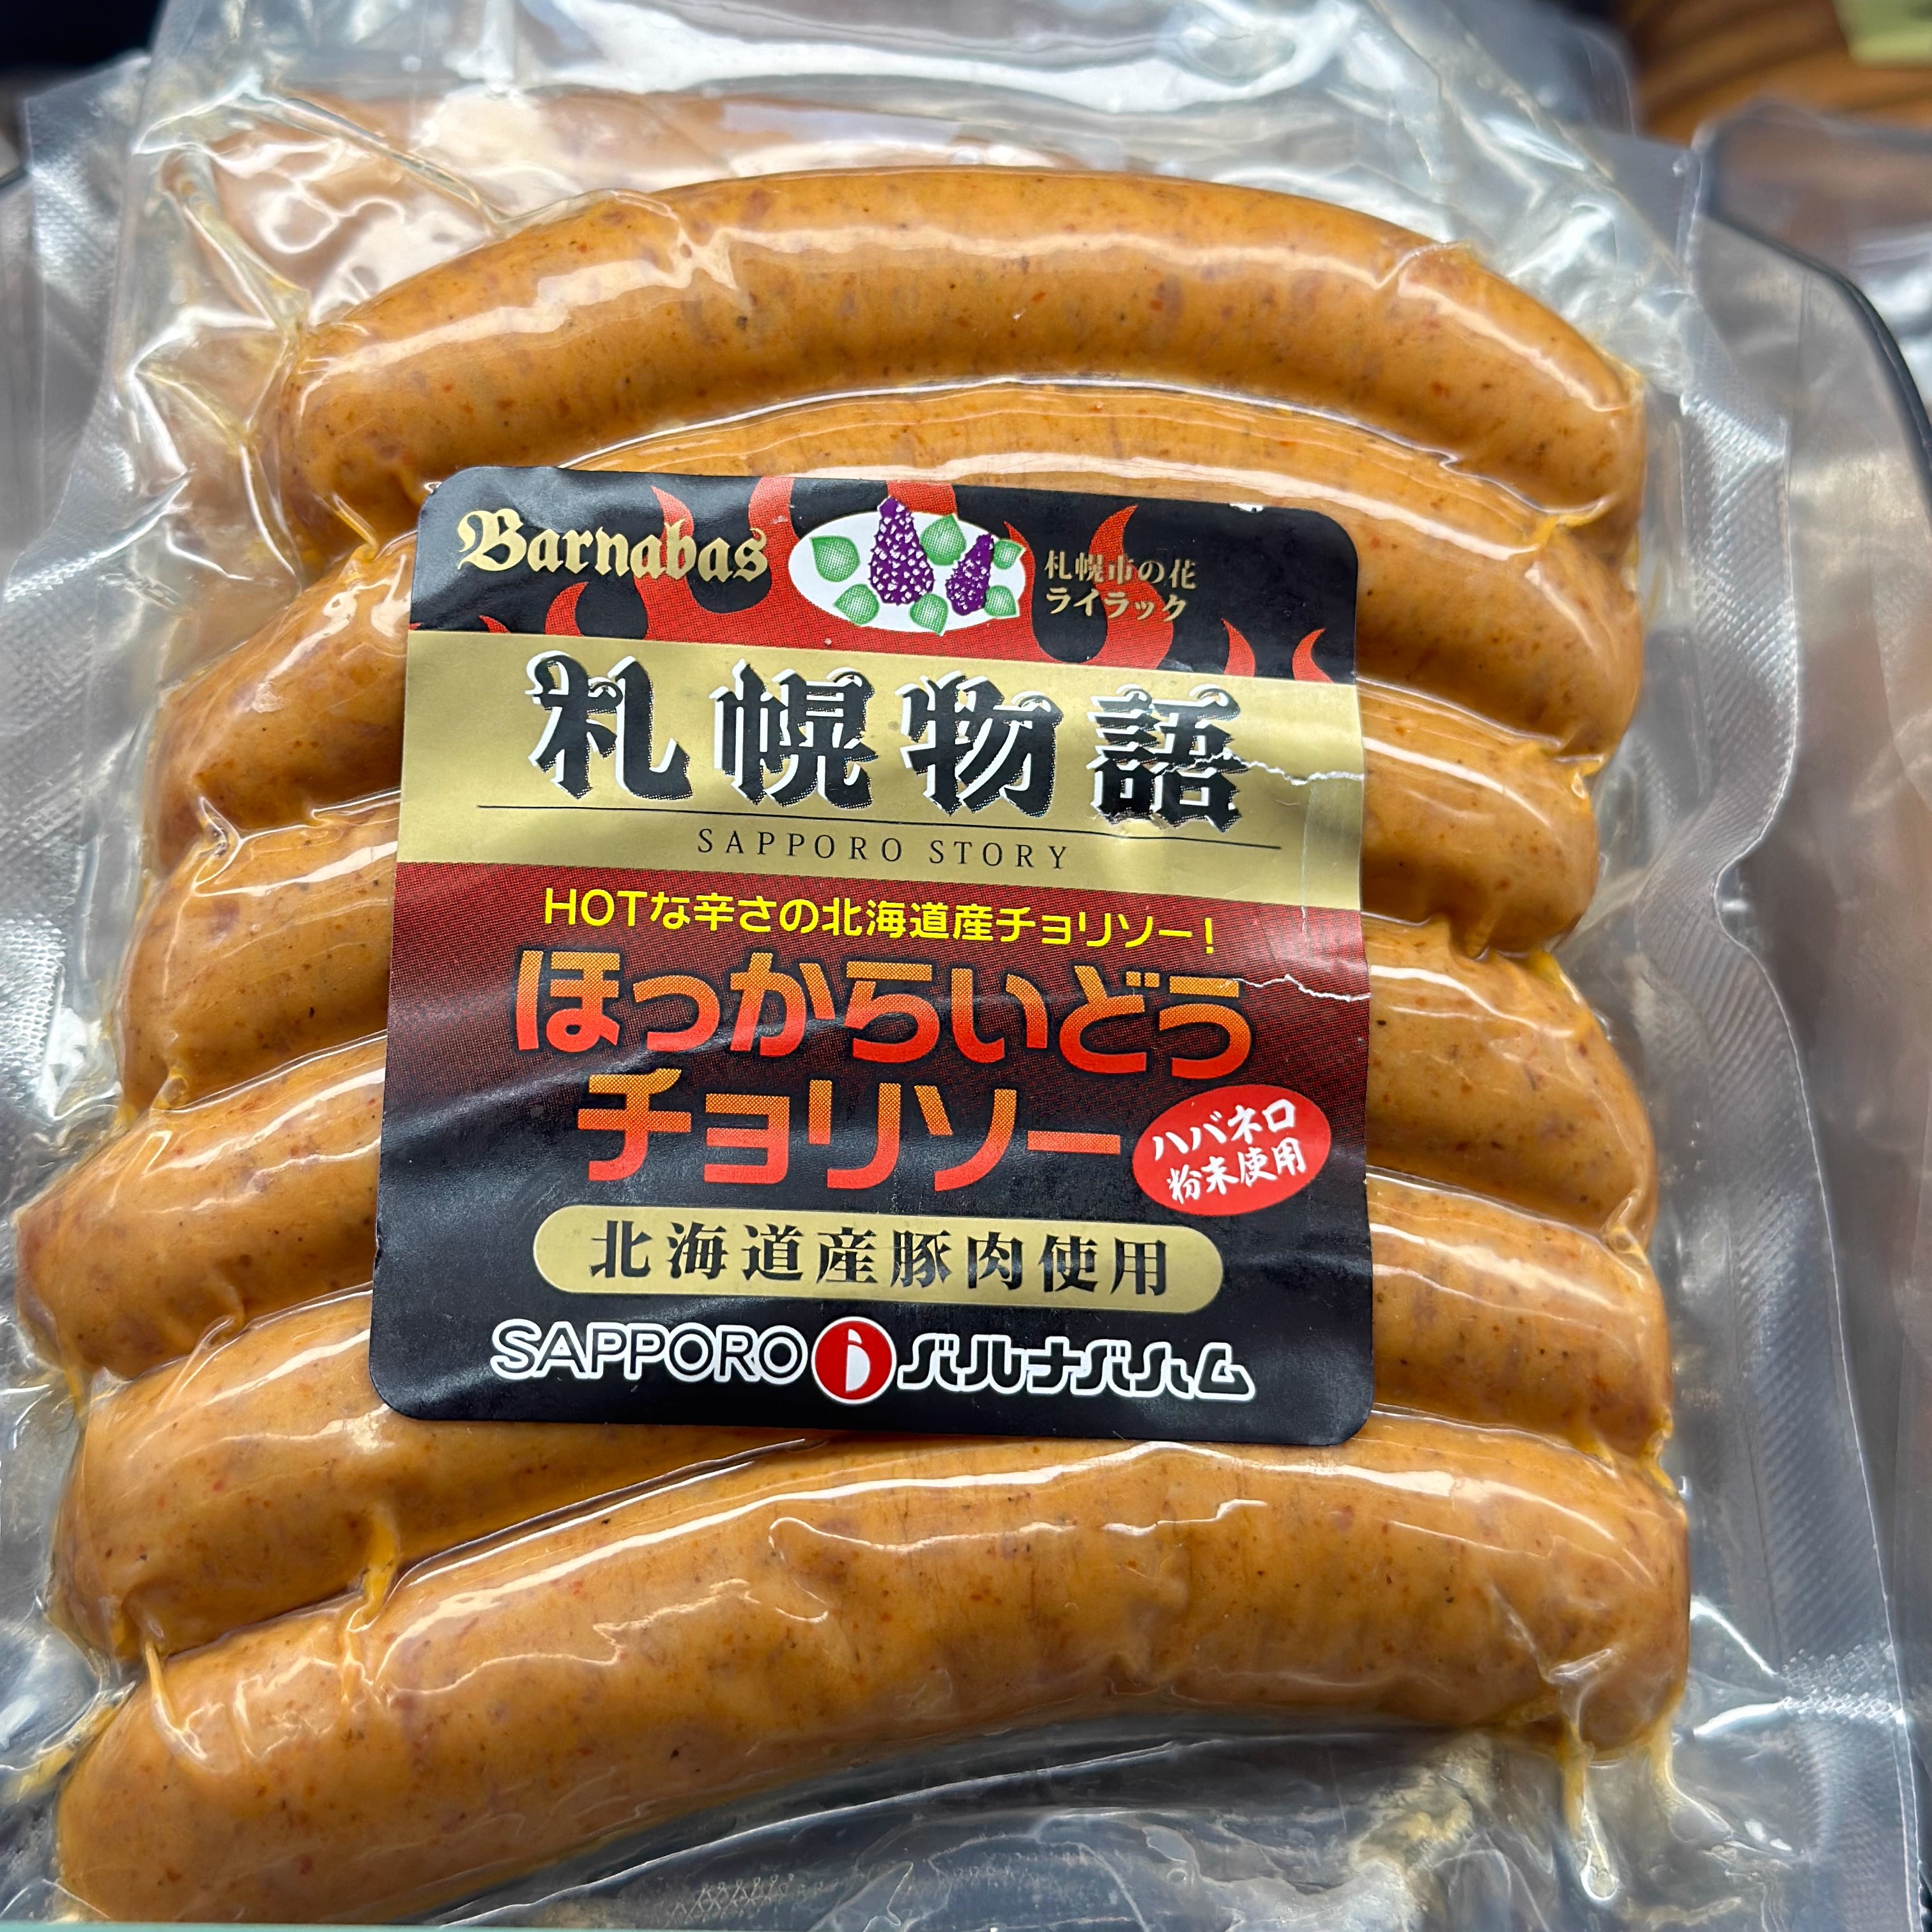 Barnabas
札幌市の花
ライラック
札幌物語
SAPPORO STORY
HOTな辛さの北海道産チョリソー!
ほっからいどう
チョリソー
ハバネロ
粉末使用
北海道産豚肉使用
SAPPORO バルナバハム